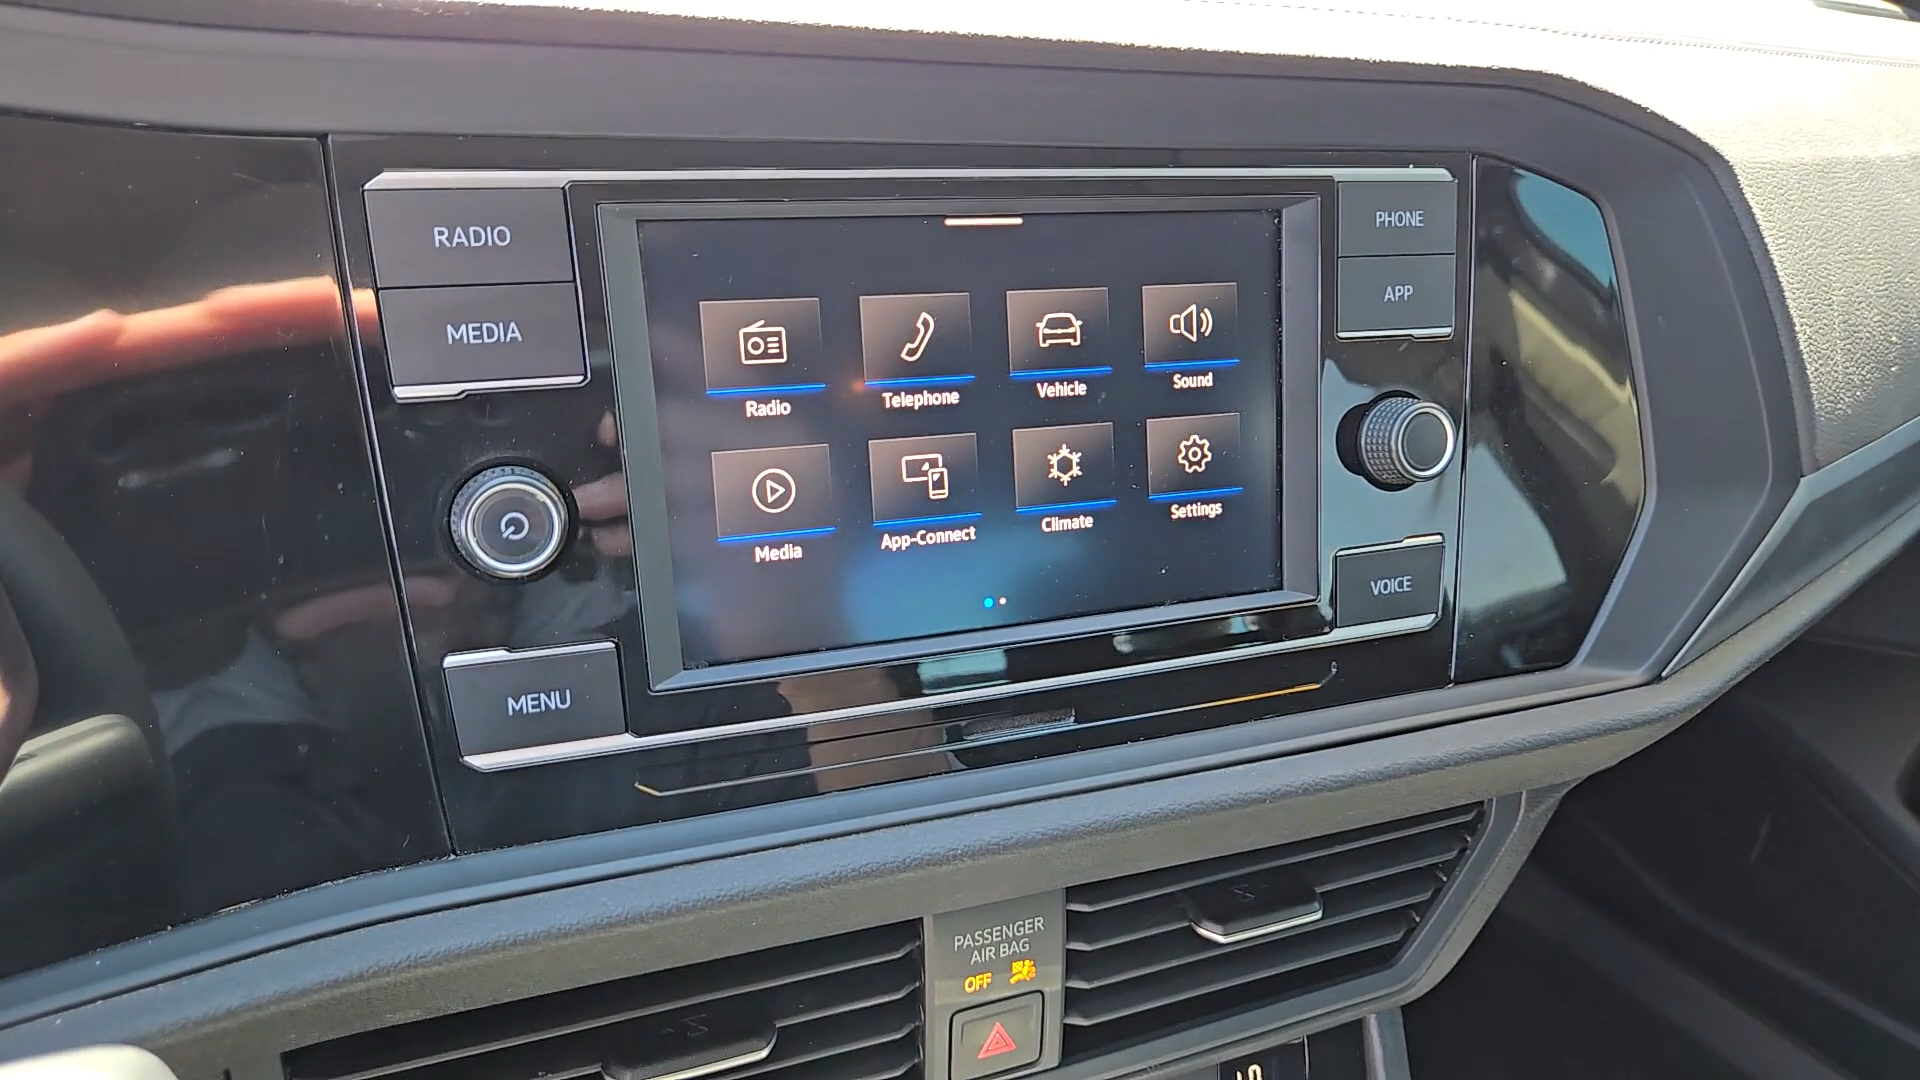 RADIO
MEDIA
MENU
Radio
Telephone
Vehicle
Sound
Media
App-Connect
Climate
Settings
PHONE
APP
VOICE
PASSENGER
AIR BAG
OFF